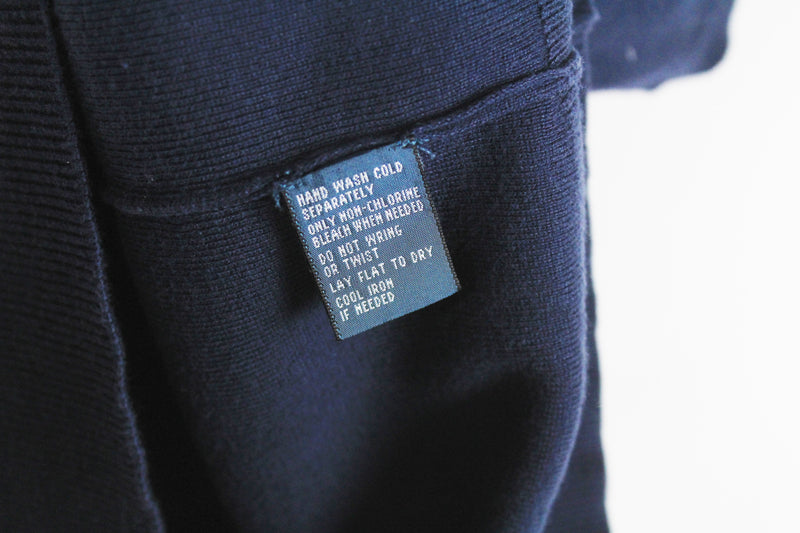 HAND WASH COLD
SEPARATELY
ONLY NON-CHLORINE
BLEACH WHEN NEEDED
DO NOT WRING
OR TWIST
LAY FLAT TO DRY
COOL IRON
IF NEEDED